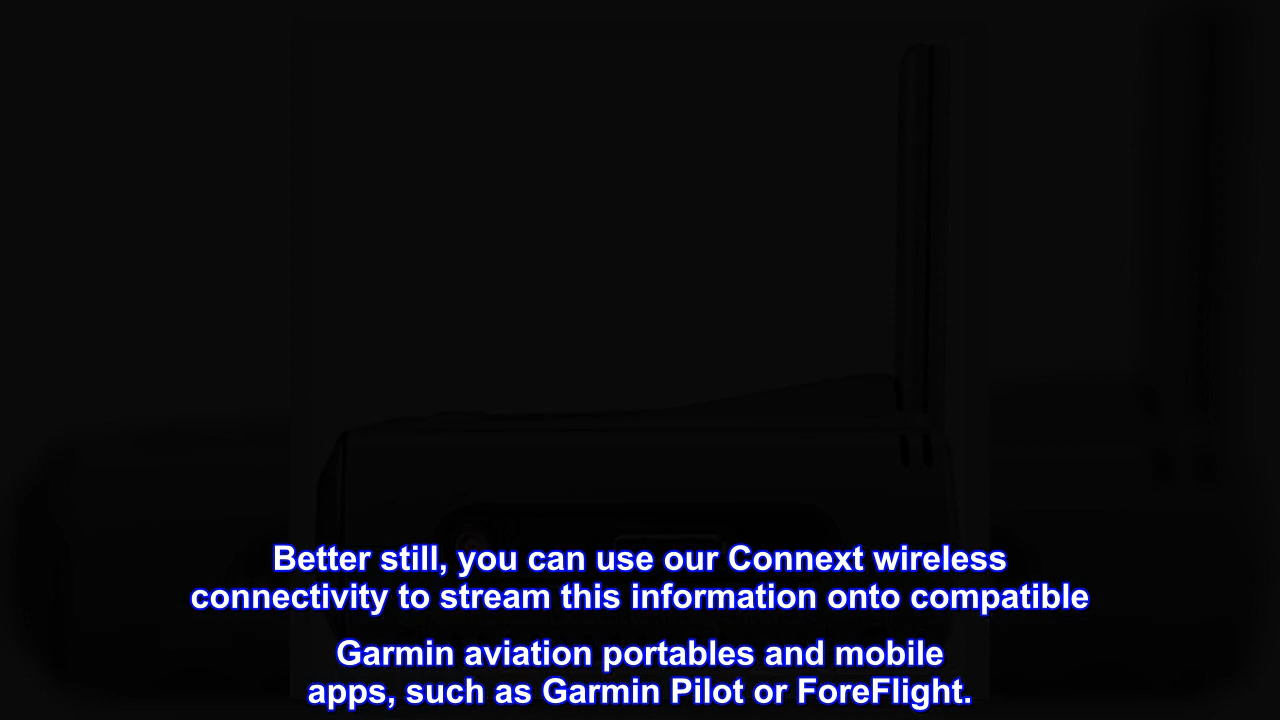 Better still, you can use our Connext wireless
connectivity to stream this information onto compatible
Garmin aviation portables and mobile
apps, such as Garmin Pilot or ForeFlight.